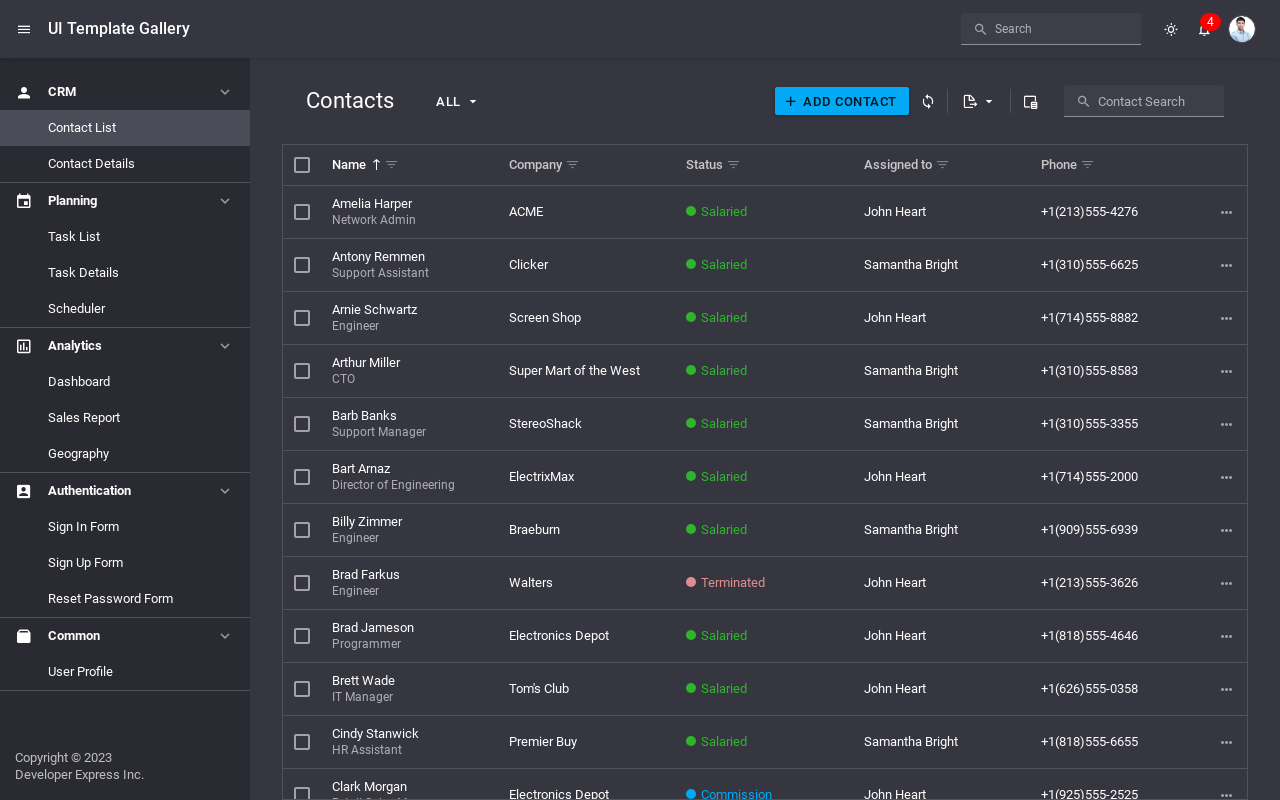 UI Template Gallery
Search
4
CRM
Contact List
Contact Details
Planning
Task List
Task Details
Scheduler
Analytics
Dashboard
Sales Report
Geography
Authentication
Sign In Form
Sign Up Form
Reset Password Form
Common
User Profile
Copyright © 2023
Developer Express Inc.
Contacts
ALL
ADD CONTACT
Contact Search
Name Company Status Assigned to Phone
Amelia Harper
Network Admin
ACME Salaried John Heart +1(213)555-4276
Antony Remmen
Support Assistant
Clicker Salaried Samantha Bright +1(310)555-6625
Arnie Schwartz
Engineer
Screen Shop Salaried John Heart +1(714)555-8882
Arthur Miller
CTO
Super Mart of the West Salaried Samantha Bright +1(310)555-8583
Barb Banks
Support Manager
StereoShack Salaried Samantha Bright +1(310)555-3355
Bart Arnaz
Director of Engineering
ElectrixMax Salaried John Heart +1(714)555-2000
Billy Zimmer
Engineer
Braeburn Salaried Samantha Bright +1(909)555-6939
Brad Farkus
Engineer
Walters Terminated John Heart +1(213)555-3626
Brad Jameson
Programmer
Electronics Depot Salaried John Heart +1(818)555-4646
Brett Wade
IT Manager
Tom's Club Salaried John Heart +1(626)555-0358
Cindy Stanwick
HR Assistant
Premier Buy Salaried Samantha Bright +1(818)555-6655
Clark Morgan
Electronics Depot Commission John Heart +1(925)555-2525